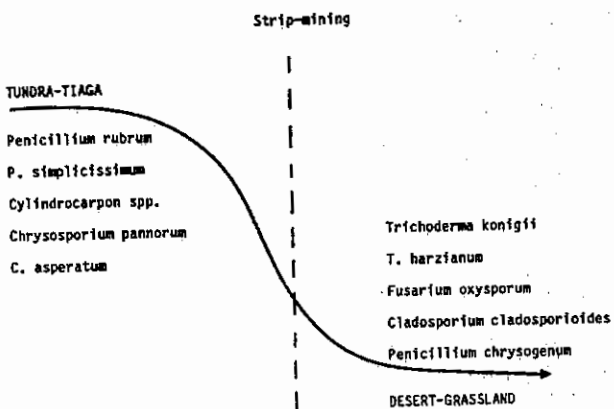 Strip-mining
TUNDRA-TIAGA
Penicillium rubrum
P. simplicissimum
Cylindrocarpon spp.
Chrysosporium pannorum
C. asperatum
Trichoderma konigii
T. harzianum
Fusarium oxysporum
Cladosporium cladosporioides
Penicillium chrysogenum
DESERT-GRASSLAND